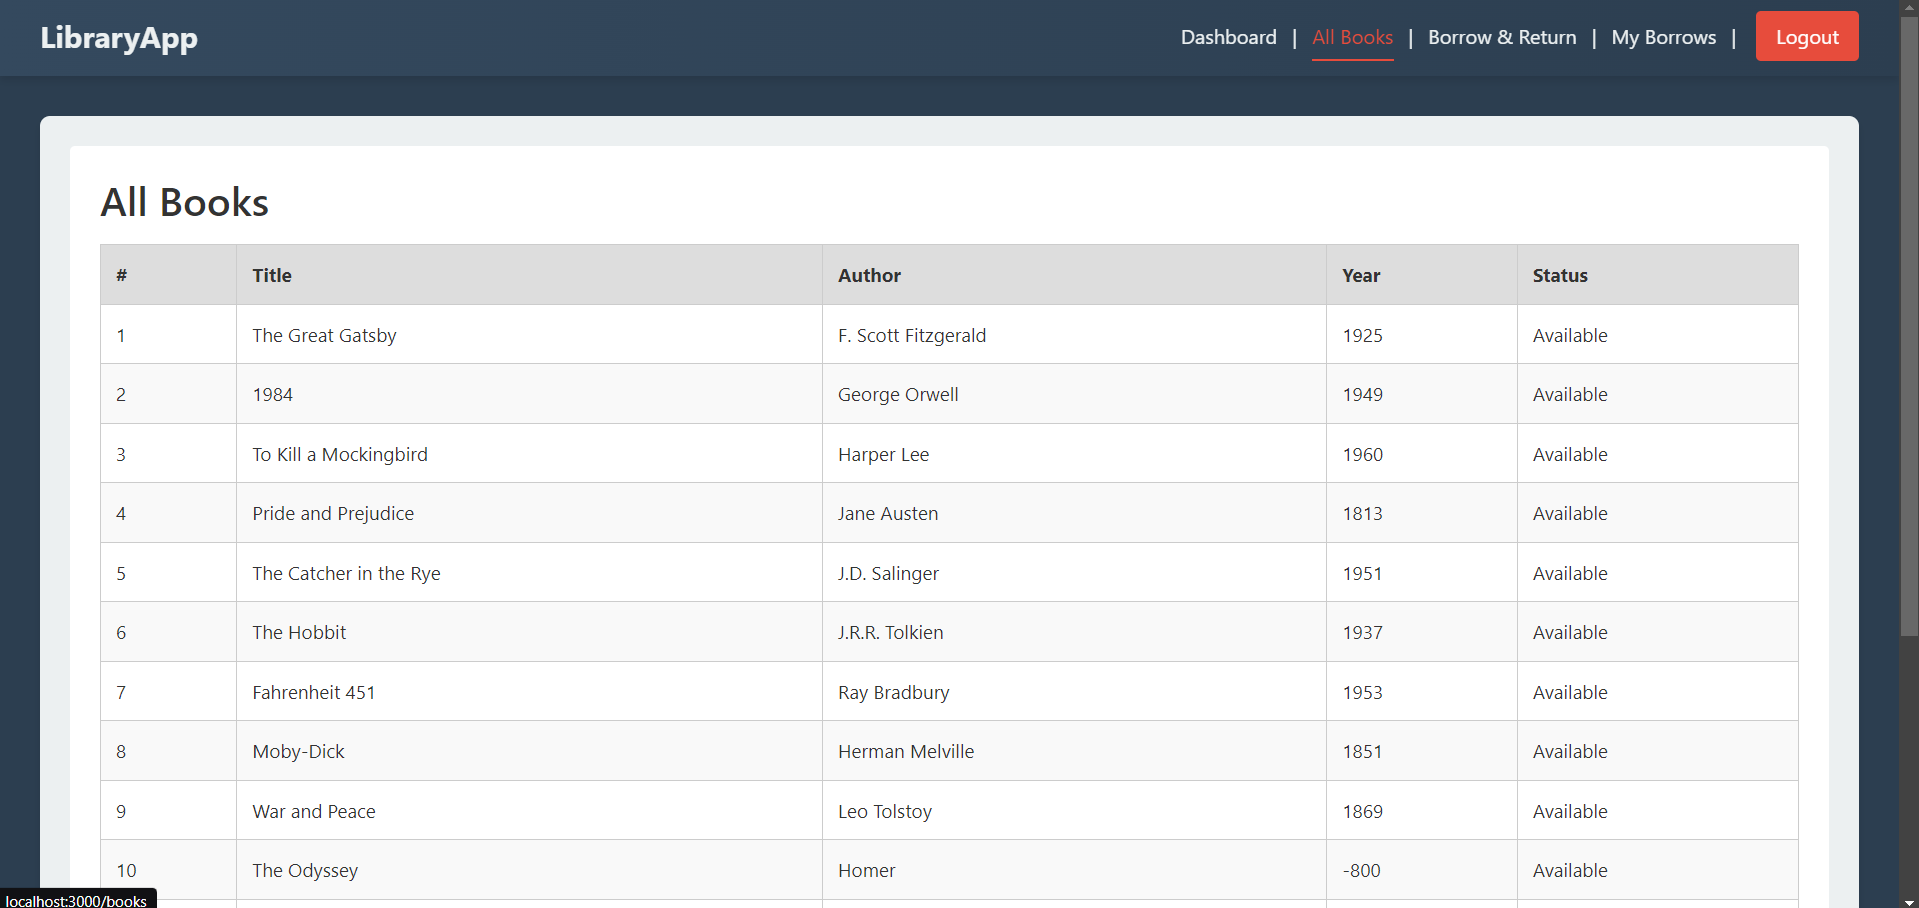 LibraryApp
Dashboard | All Books | Borrow & Return | My Borrows | Logout
All Books
# Title Author Year Status
1 The Great Gatsby F. Scott Fitzgerald 1925 Available
2 1984 George Orwell 1949 Available
3 To Kill a Mockingbird Harper Lee 1960 Available
4 Pride and Prejudice Jane Austen 1813 Available
5 The Catcher in the Rye J.D. Salinger 1951 Available
6 The Hobbit J.R.R. Tolkien 1937 Available
7 Fahrenheit 451 Ray Bradbury 1953 Available
8 Moby-Dick Herman Melville 1851 Available
9 War and Peace Leo Tolstoy 1869 Available
10 The Odyssey Homer -800 Available
localhost:3000/books